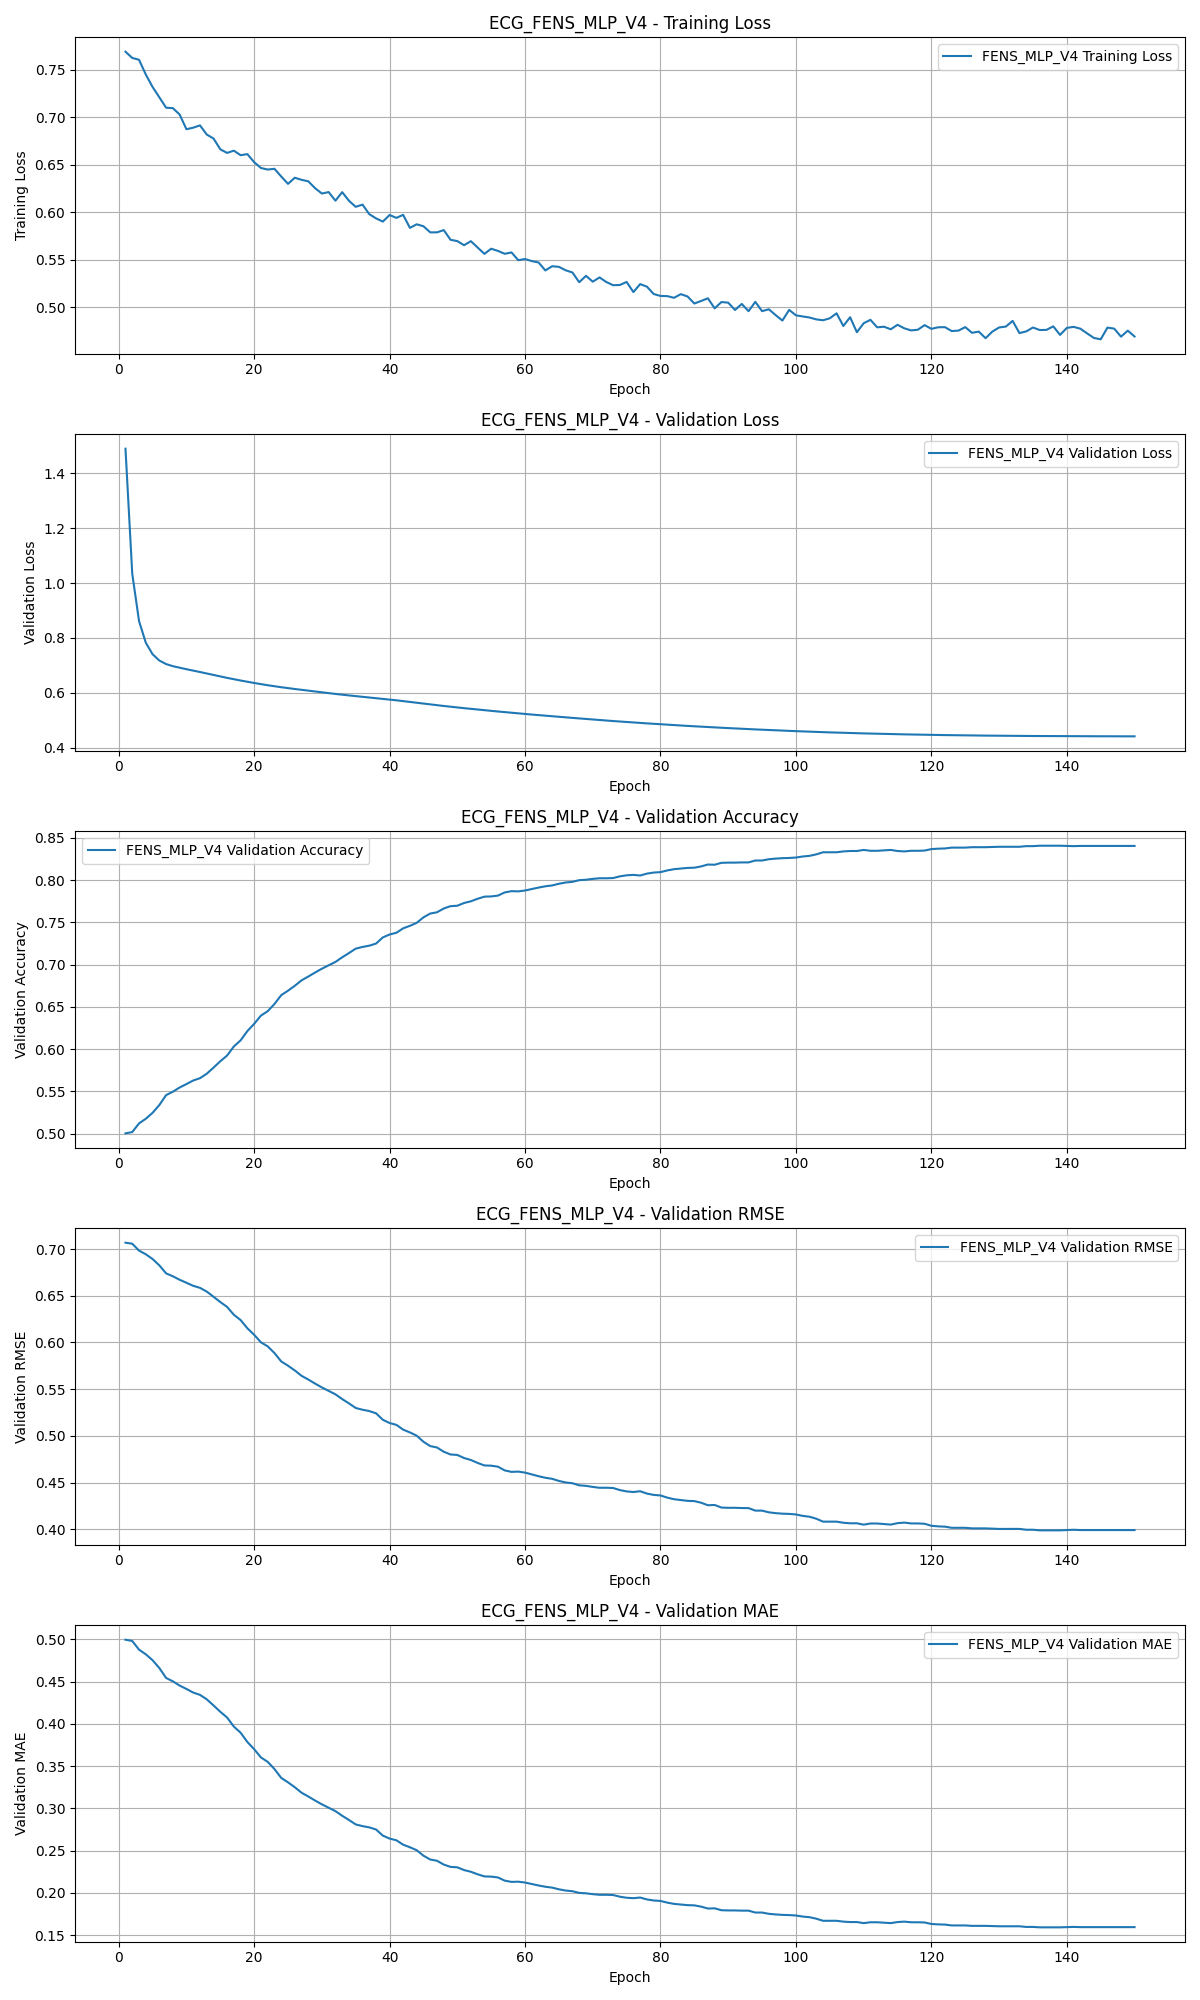 ECG_FENS_MLP_V4 - Training Loss
FENS_MLP_V4 Training Loss
Training Loss
0.75
0.70
0.65
0.60
0.55
0.50
0 20 40 60 80 100 120 140
Epoch
ECG_FENS_MLP_V4 - Validation Loss
FENS_MLP_V4 Validation Loss
Validation Loss
1.4
1.2
1.0
0.8
0.6
0.4
0 20 40 60 80 100 120 140
Epoch
ECG_FENS_MLP_V4 - Validation Accuracy
FENS_MLP_V4 Validation Accuracy
Validation Accuracy
0.85
0.80
0.75
0.70
0.65
0.60
0.55
0.50
0 20 40 60 80 100 120 140
Epoch
ECG_FENS_MLP_V4 - Validation RMSE
FENS_MLP_V4 Validation RMSE
Validation RMSE
0.70
0.65
0.60
0.55
0.50
0.45
0.40
0 20 40 60 80 100 120 140
Epoch
ECG_FENS_MLP_V4 - Validation MAE
FENS_MLP_V4 Validation MAE
Validation MAE
0.50
0.45
0.40
0.35
0.30
0.25
0.20
0.15
0 20 40 60 80 100 120 140
Epoch